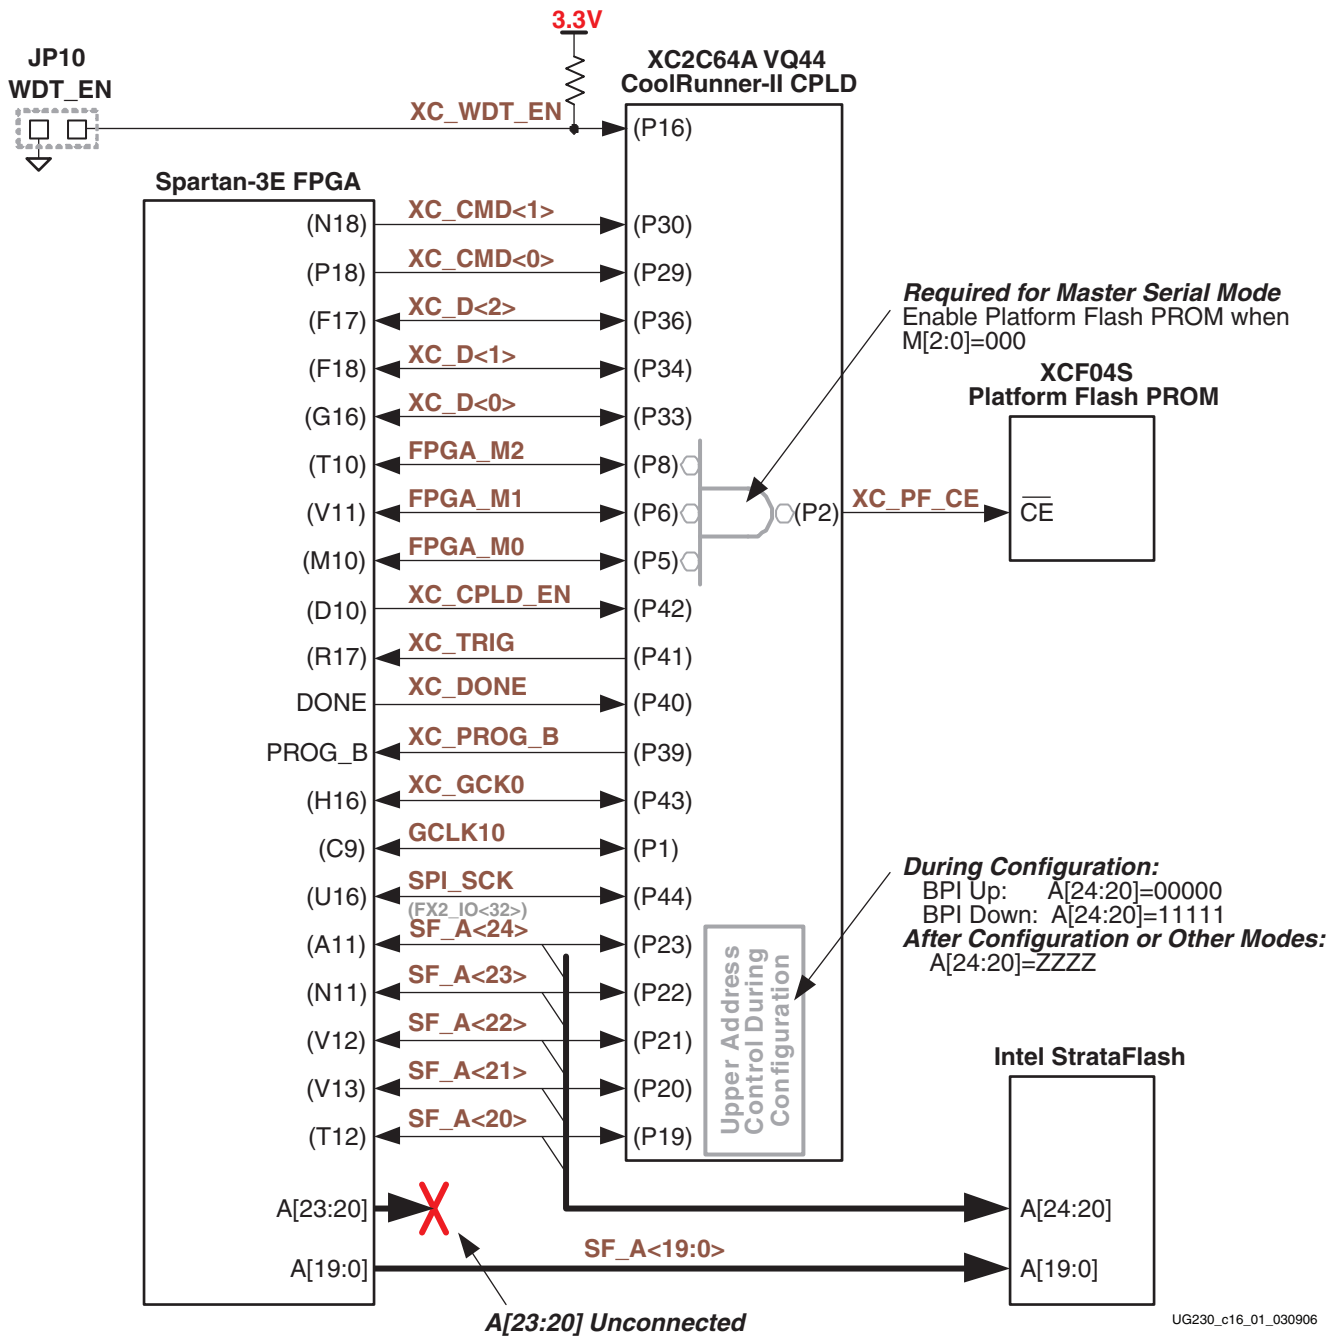 3.3V
JP10
WDT_EN
XC_WDT_EN
XC2C64A VQ44
CoolRunner-II CPLD
(P16)
Spartan-3E FPGA
(N18) XC_CMD<1> (P30)
(P18) XC_CMD<0> (P29)
(F17) XC_D<2> (P36)
(F18) XC_D<1> (P34)
(G16) XC_D<0> (P33)
(T10) FPGA_M2 (P8)
(V11) FPGA_M1 (P6)
(M10) FPGA_M0 (P5)
(P2) XC_PF_CE
Required for Master Serial Mode
Enable Platform Flash PROM when
M[2:0]=000
XCF04S
Platform Flash PROM
CE
(D10) XC_CPLD_EN (P42)
(R17) XC_TRIG (P41)
DONE XC_DONE (P40)
PROG_B XC_PROG_B (P39)
(H16) XC_GCK0 (P43)
(C9) GCLK10 (P1)
(U16) SPI_SCK (P44)
(FX2_IO<32>)
(A11) SF_A<24> (P23)
(N11) SF_A<23> (P22)
(V12) SF_A<22> (P21)
(V13) SF_A<21> (P20)
(T12) SF_A<20> (P19)
Upper Address
Control During
Configuration
During Configuration:
BPI Up: A[24:20]=00000
BPI Down: A[24:20]=11111
After Configuration or Other Modes:
A[24:20]=ZZZZ
Intel StrataFlash
A[23:20]
A[24:20]
A[19:0] SF_A<19:0> A[19:0]
A[23:20] Unconnected
UG230_c16_01_030906